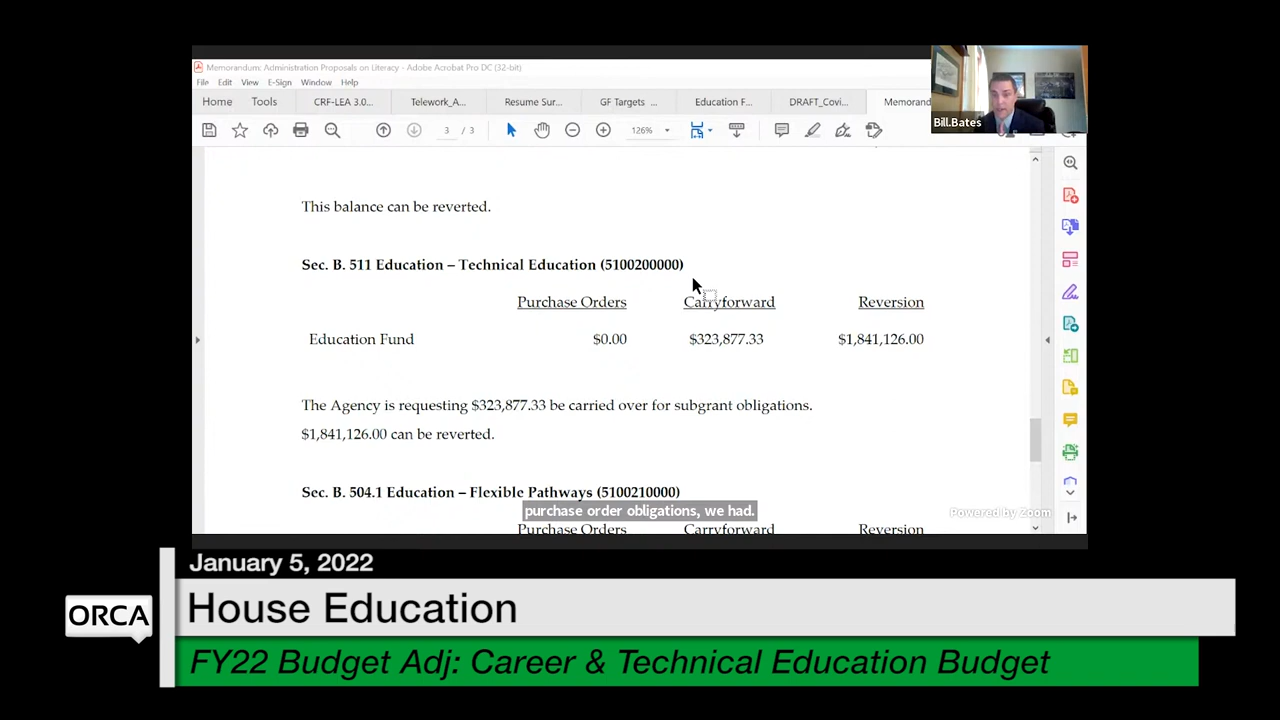 Memorandum: Administration Proposals on Literacy - Adobe Acrobat Pro DC (32-bit)
File Edit View E-Sign Window Help
Home Tools CRF-LEA 3.0... Telework_A... Resume Sur... GF Targets ... Education F... DRAFT_Covi... Memorand
3 / 3 126%
Bill.Bates
This balance can be reverted.
Sec. B. 511 Education – Technical Education (5100200000)
Purchase Orders Carryforward Reversion
Education Fund $0.00 $323,877.33 $1,841,126.00
The Agency is requesting $323,877.33 be carried over for subgrant obligations.
$1,841,126.00 can be reverted.
Sec. B. 504.1 Education – Flexible Pathways (5100210000)
purchase order obligations, we had.
Powered by Zoom
Purchase Orders Carryforward Reversion
January 5, 2022
ORCA
House Education
FY22 Budget Adj: Career & Technical Education Budget